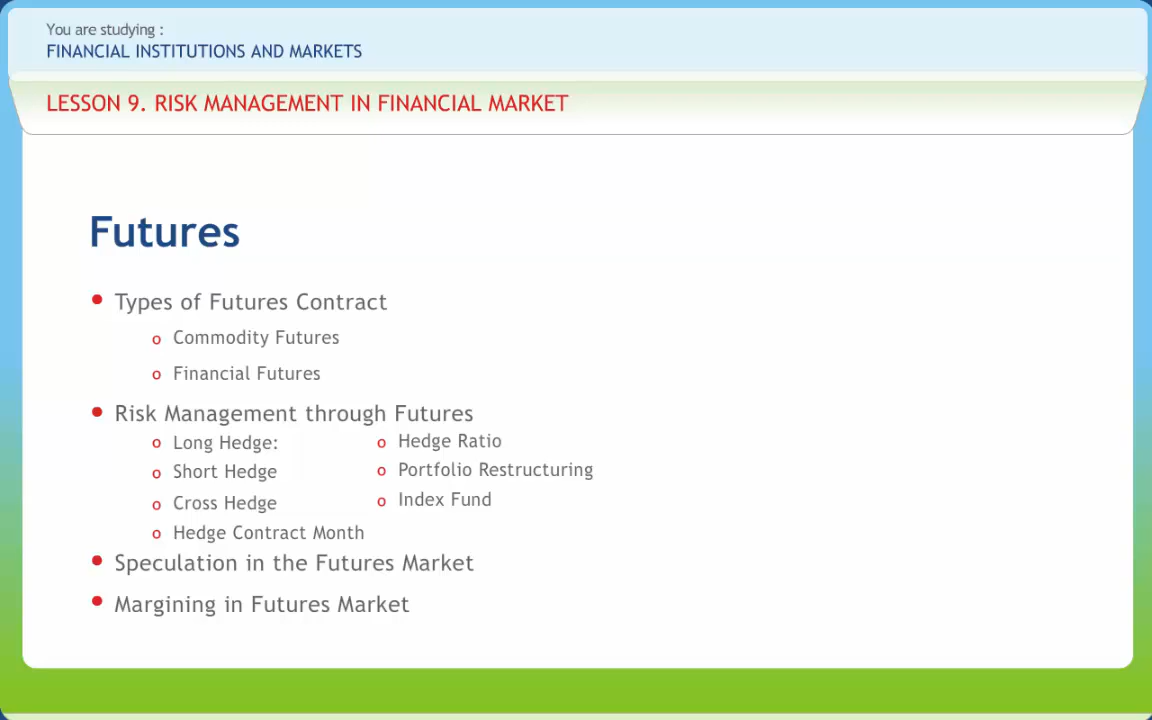 You are studying :
FINANCIAL INSTITUTIONS AND MARKETS
LESSON 9. RISK MANAGEMENT IN FINANCIAL MARKET
Futures
• Types of Futures Contract
o Commodity Futures
o Financial Futures
• Risk Management through Futures
o Long Hedge:
o Short Hedge
o Cross Hedge
o Hedge Contract Month
o Hedge Ratio
o Portfolio Restructuring
o Index Fund
• Speculation in the Futures Market
• Margining in Futures Market